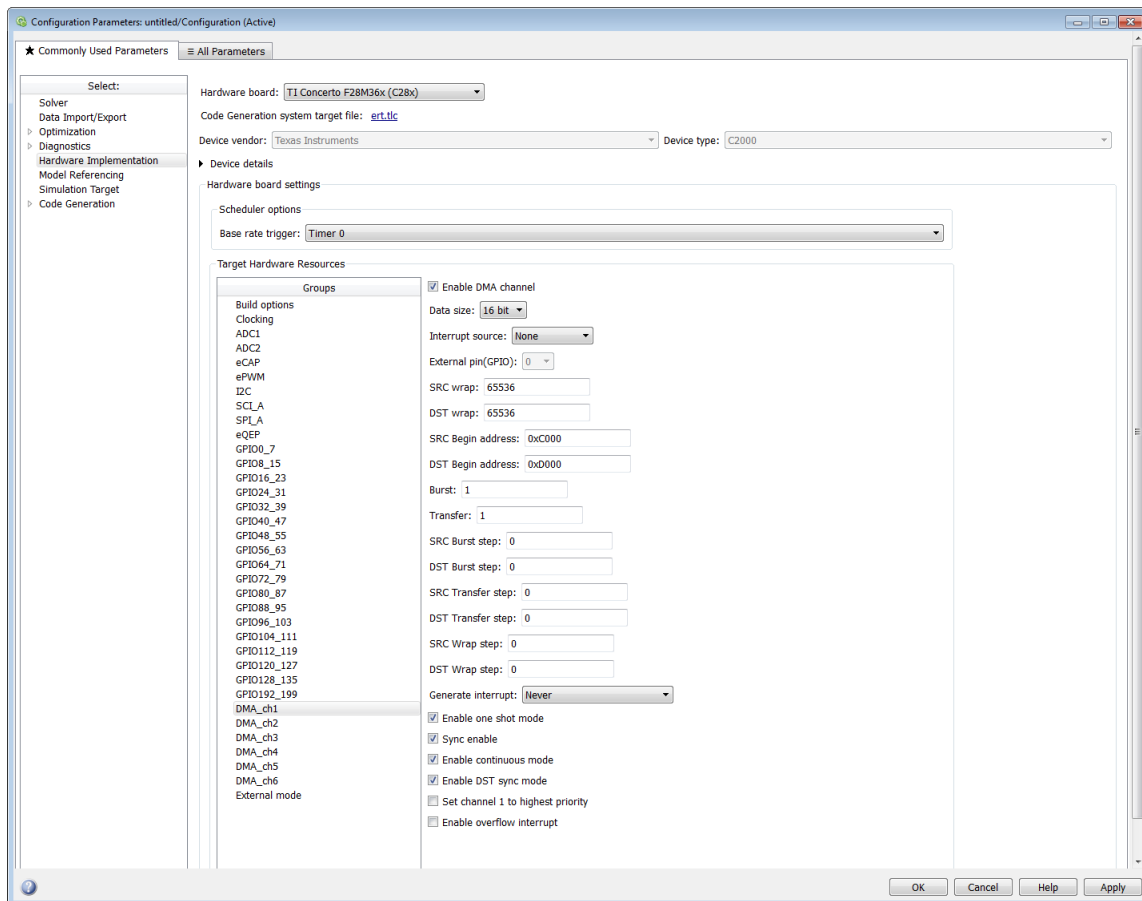 Configuration Parameters: untitled/Configuration (Active)
★ Commonly Used Parameters
≡ All Parameters
Select:
Solver
Data Import/Export
Optimization
Diagnostics
Hardware Implementation
Model Referencing
Simulation Target
Code Generation
Hardware board: TI Concerto F28M36x (C28x)
Code Generation system target file: ert.tlc
Device vendor: Texas Instruments Device type: C2000
Device details
Hardware board settings
Scheduler options
Base rate trigger: Timer 0
Target Hardware Resources
Groups
Build options
Clocking
ADC1
ADC2
eCAP
ePWM
I2C
SCI_A
SPI_A
eQEP
GPIO0_7
GPIO8_15
GPIO16_23
GPIO24_31
GPIO32_39
GPIO40_47
GPIO48_55
GPIO56_63
GPIO64_71
GPIO72_79
GPIO80_87
GPIO88_95
GPIO96_103
GPIO104_111
GPIO112_119
GPIO120_127
GPIO128_135
GPIO192_199
DMA_ch1
DMA_ch2
DMA_ch3
DMA_ch4
DMA_ch5
DMA_ch6
External mode
Enable DMA channel
Data size: 16 bit
Interrupt source: None
External pin(GPIO): 0
SRC wrap: 65536
DST wrap: 65536
SRC Begin address: 0xC000
DST Begin address: 0xD000
Burst: 1
Transfer: 1
SRC Burst step: 0
DST Burst step: 0
SRC Transfer step: 0
DST Transfer step: 0
SRC Wrap step: 0
DST Wrap step: 0
Generate interrupt: Never
Enable one shot mode
Sync enable
Enable continuous mode
Enable DST sync mode
Set channel 1 to highest priority
Enable overflow interrupt
OK Cancel Help Apply